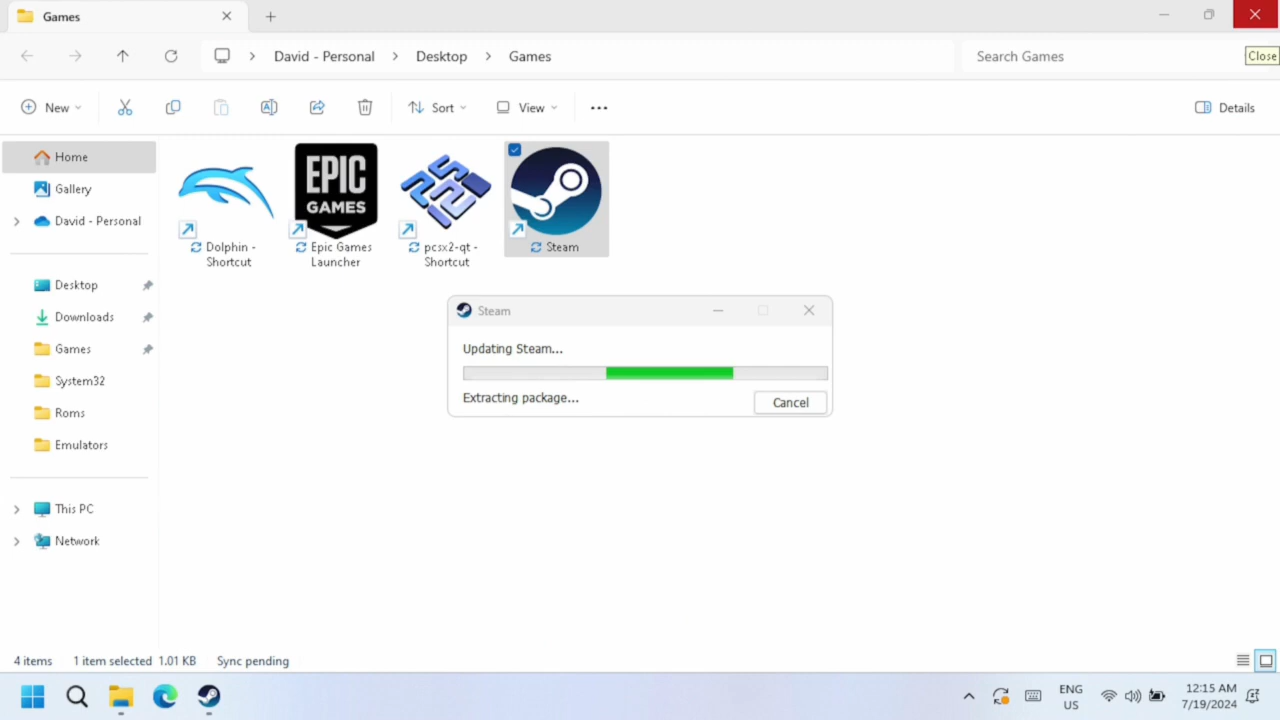 Games
David - Personal
Desktop
Games
Search Games
Close
New
Sort
View
Details
Home
Gallery
David - Personal
Desktop
Downloads
Games
System32
Roms
Emulators
This PC
Network
EPIC
GAMES
Dolphin -
Shortcut
Epic Games
Launcher
pcsx2-qt -
Shortcut
Steam
Steam
Updating Steam...
Extracting package...
Cancel
4 items
1 item selected 1.01 KB
Sync pending
ENG
US
12:15 AM
7/19/2024